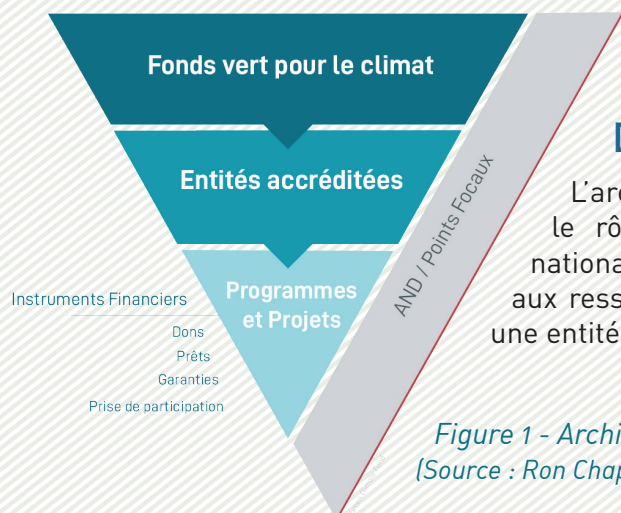 Fonds vert pour le climat
Entités accréditées
Programmes
et Projets
Instruments Financiers
Dons
Prêts
Garanties
Prise de participation
AND / Points Focaux
L'arc
le rô
nationa
aux ress
une entité
Figure 1 - Archi
(Source : Ron Chap